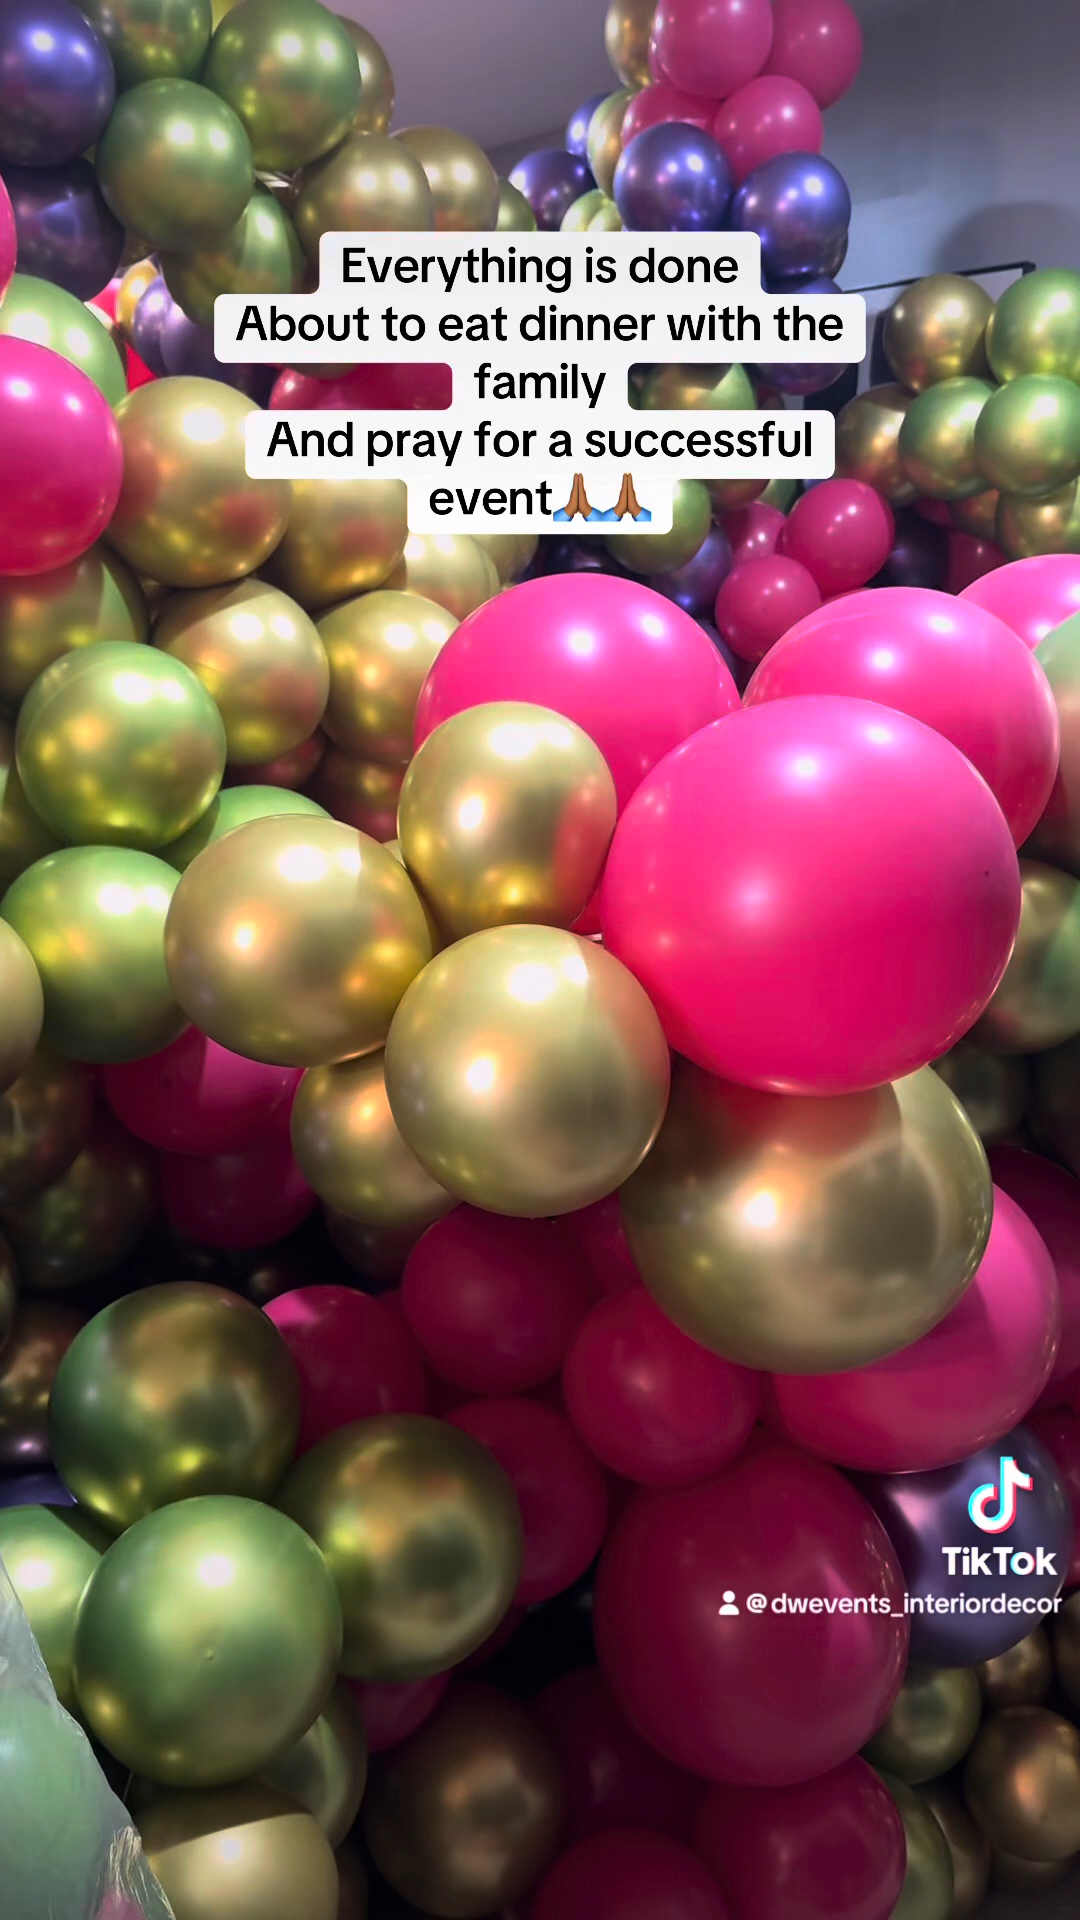 Everything is done
About to eat dinner with the
family
And pray for a successful
event🙏🏾🙏🏾
TikTok
@dwevents_interiordecor